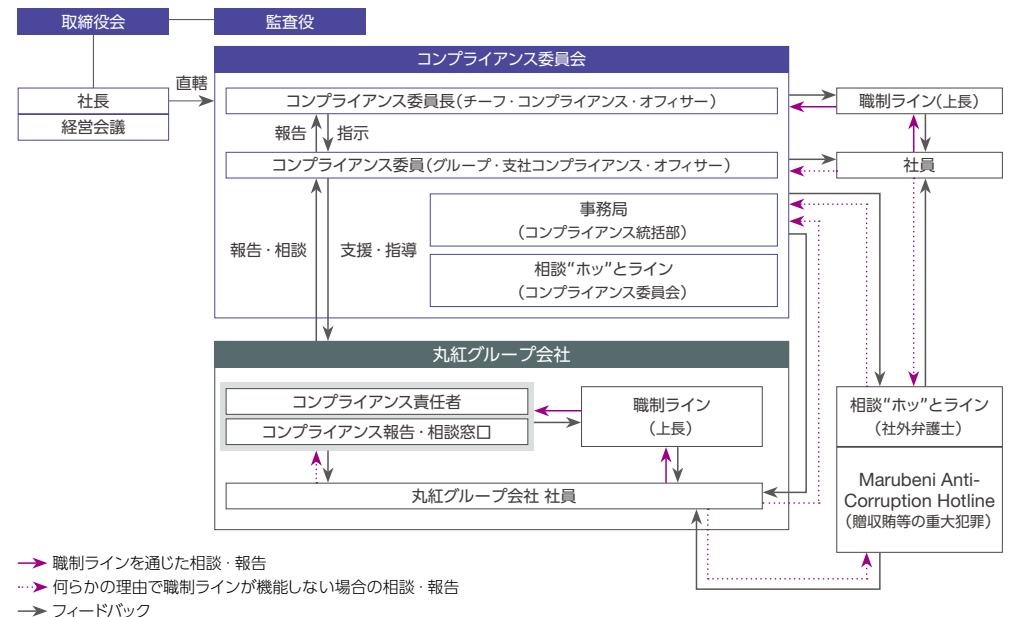 取締役会
監査役
コンプライアンス委員会
直轄
社長
経営会議
コンプライアンス委員長(チーフ・コンプライアンス・オフィサー)
職制ライン(上長)
報告
指示
コンプライアンス委員(グループ・支社コンプライアンス・オフィサー)
社員
事務局
(コンプライアンス統括部)
報告・相談
支援・指導
相談“ホッ”とライン
(コンプライアンス委員会)
丸紅グループ会社
コンプライアンス責任者
コンプライアンス報告・相談窓口
職制ライン
(上長)
相談“ホッ”とライン
(社外弁護士)
丸紅グループ会社 社員
Marubeni Anti-
Corruption Hotline
(贈収賄等の重大犯罪)
職制ラインを通じた相談・報告
何らかの理由で職制ラインが機能しない場合の相談・報告
フィードバック